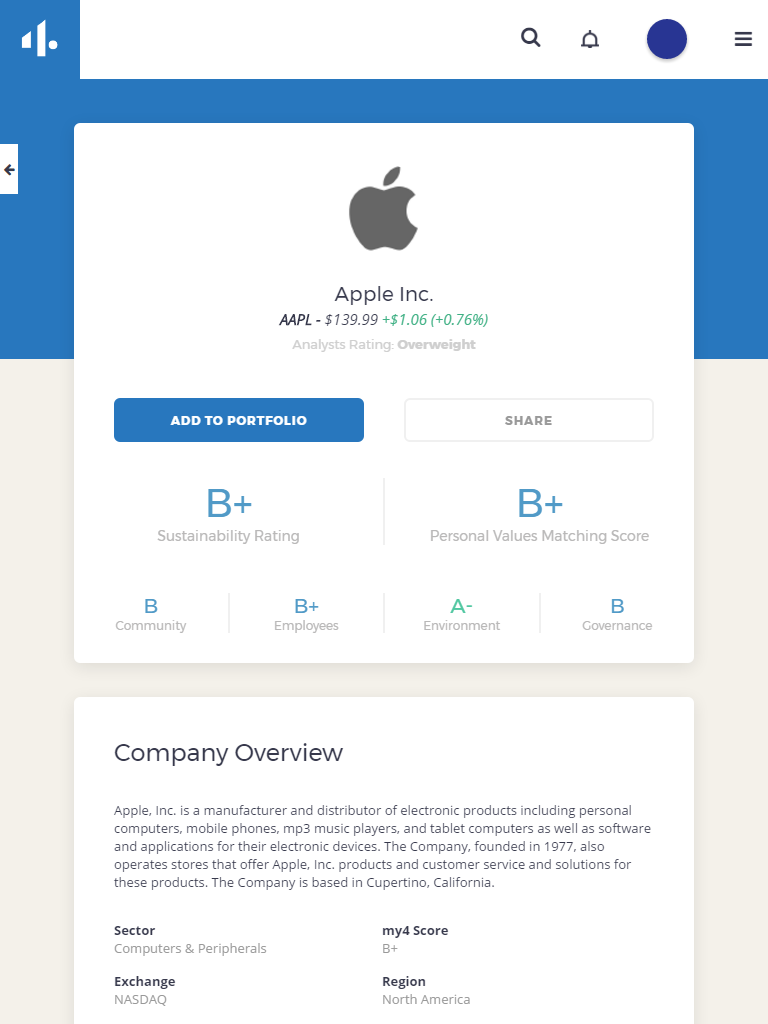 Apple Inc.
AAPL - $139.99 +$1.06 (+0.76%)
Analysts Rating: Overweight
ADD TO PORTFOLIO
SHARE
B+
Sustainability Rating
B+
Personal Values Matching Score
B
Community
B+
Employees
A-
Environment
B
Governance
Company Overview
Apple, Inc. is a manufacturer and distributor of electronic products including personal
computers, mobile phones, mp3 music players, and tablet computers as well as software
and applications for their electronic devices. The Company, founded in 1977, also
operates stores that offer Apple, Inc. products and customer service and solutions for
these products. The Company is based in Cupertino, California.
Sector
Computers & Peripherals
my4 Score
B+
Exchange
NASDAQ
Region
North America